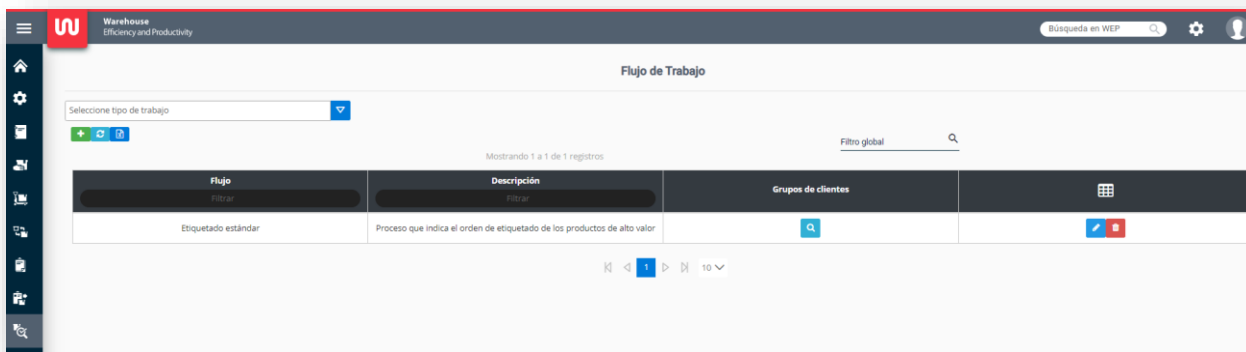 Warehouse
Efficiency and Productivity
Búsqueda en WEP
Flujo de Trabajo
Seleccione tipo de trabajo
Filtro global
Mostrando 1 a 1 de 1 registros
Flujo Descripción Grupos de clientes
Filtrar Filtrar
Etiquetado estándar Proceso que indica el orden de etiquetado de los productos de alto valor
1 10